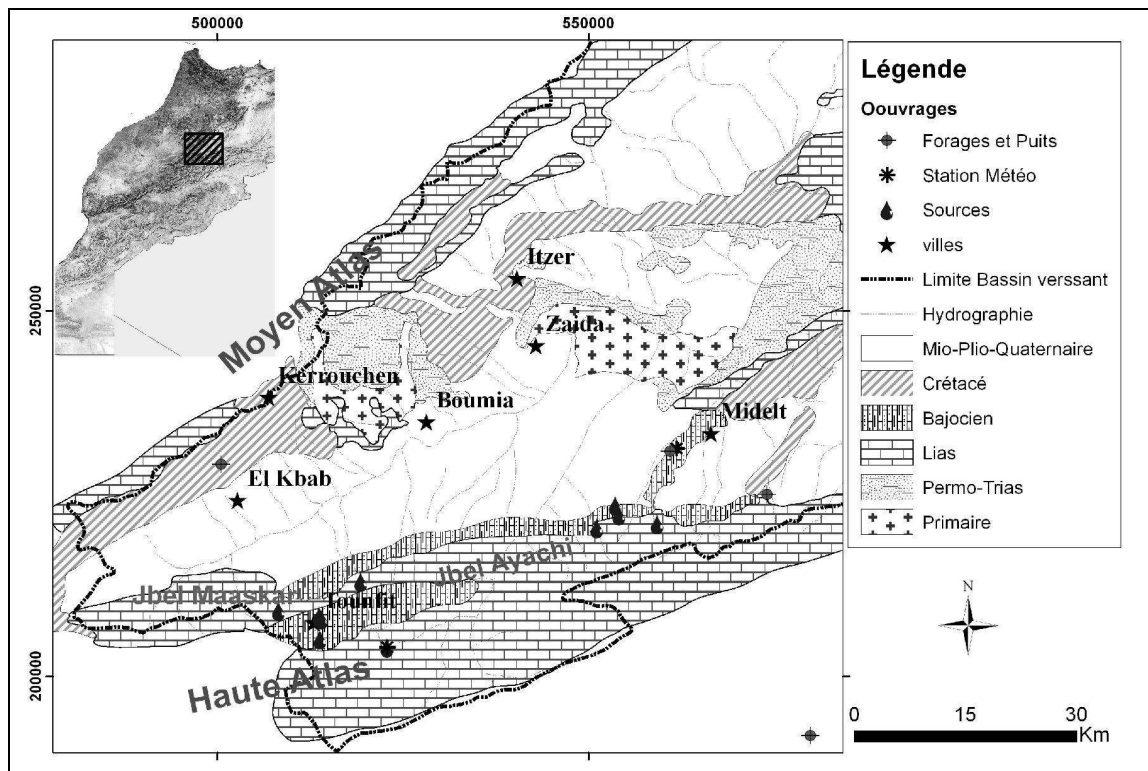 500000
550000
250000
200000
Moyen Atlas
Itzer
Zaida
Kerrouchen
Boumia
Midelt
El Kbab
Jbel Ayachi
Jbel Maaskar
Tounfit
Haute Atlas
Légende
Oouvrages
Forages et Puits
Station Météo
Sources
villes
Limite Bassin verssant
Hydrographie
Mio-Plio-Quaternaire
Crétacé
Bajocien
Lias
Permo-Trias
Primaire
N
0 15 30
Km